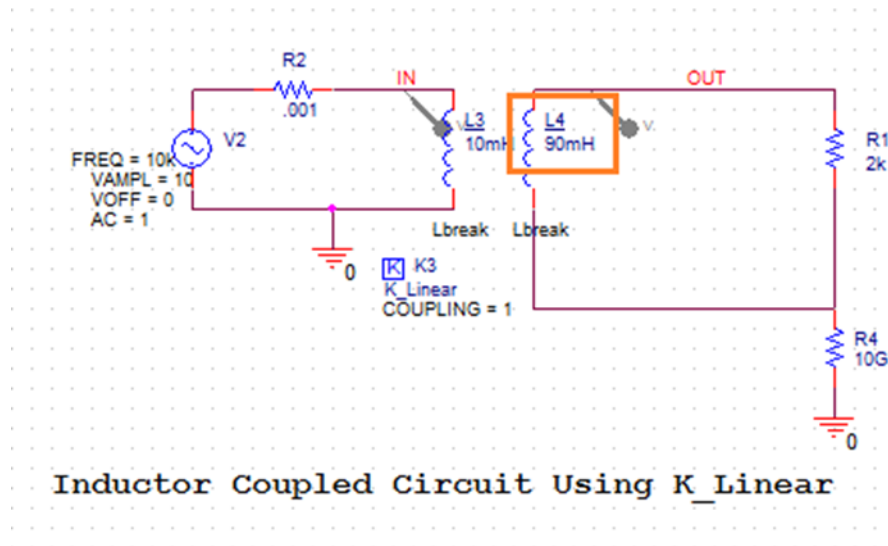 R2
.001
IN
OUT
V2
FREQ = 10k
VAMPL = 10
VOFF = 0
AC = 1
L3
10mH
L4
90mH
V
R1
2k
Lbreak
Lbreak
0
K
K3
K_Linear
COUPLING = 1
R4
10G
0
Inductor Coupled Circuit Using K_Linear